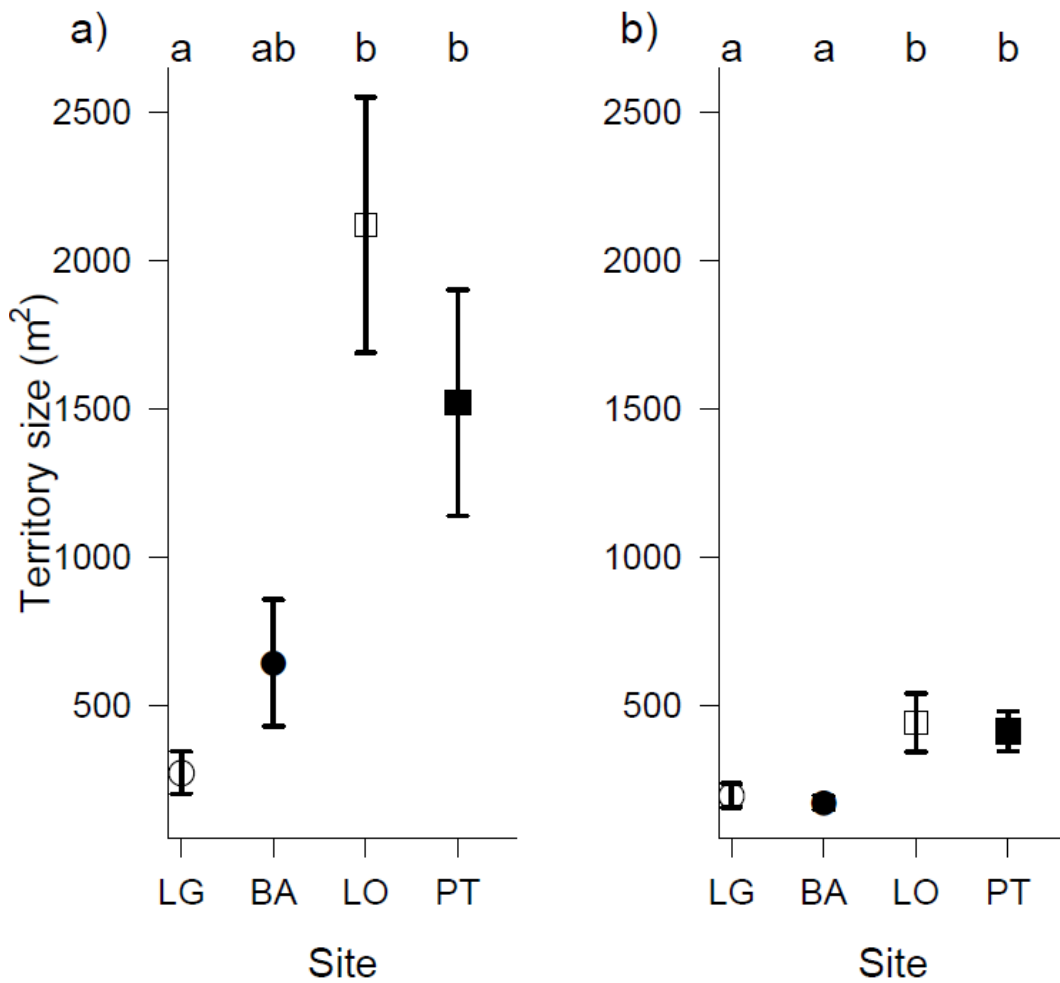 a)
a ab b b
2500
2000
1500
1000
500
Territory size (m²)
LG BA LO PT
Site
b)
a a b b
2500
2000
1500
1000
500
LG BA LO PT
Site